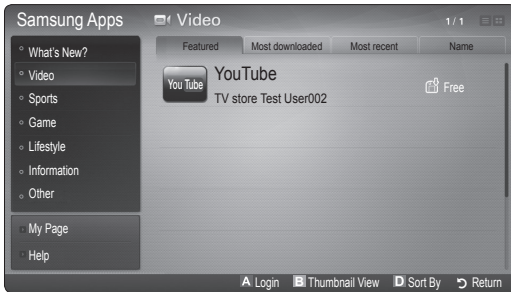 Samsung Apps
Video
1 / 1
What's New?
Video
Sports
Game
Lifestyle
Information
Other
My Page
Help
Featured
Most downloaded
Most recent
Name
You Tube
YouTube
TV store Test User002
Free
A Login
B Thumbnail View
D Sort By
Return